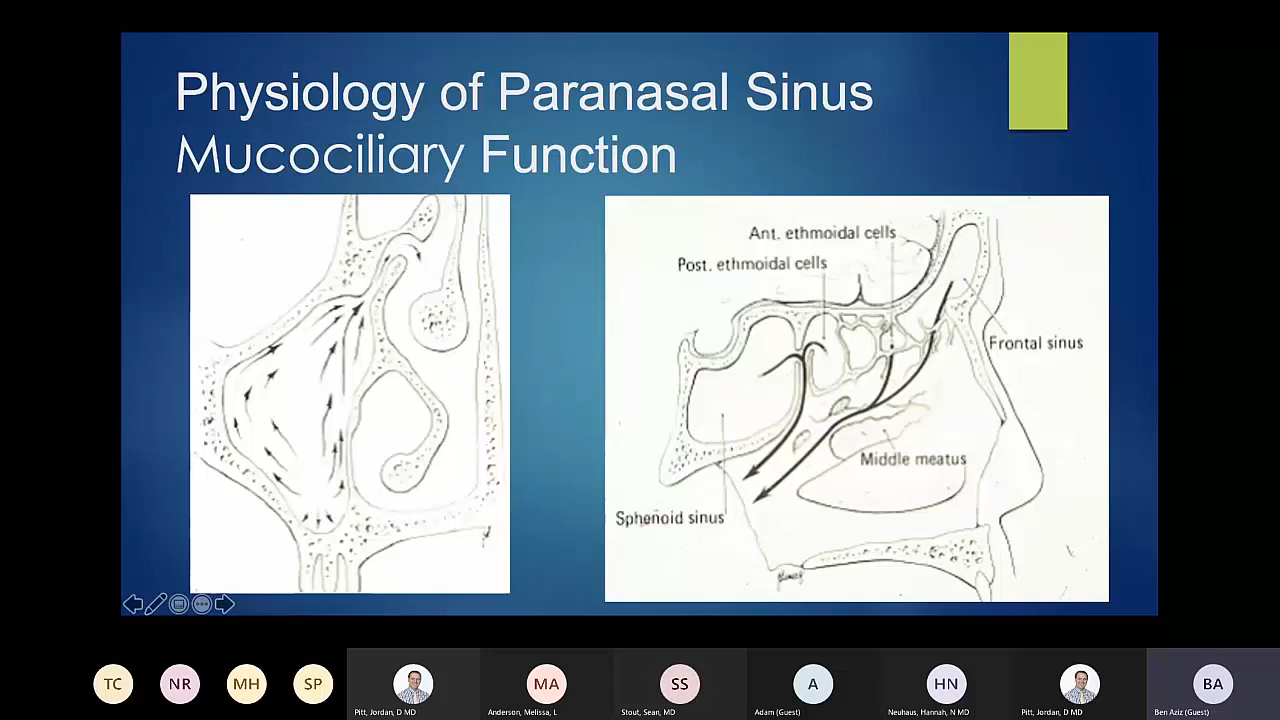 Physiology of Paranasal Sinus
Mucociliary Function
Ant. ethmoidal cells
Post. ethmoidal cells
Frontal sinus
Middle meatus
Sphenoid sinus
TC
NR
MH
SP
MA
SS
A
HN
BA
Pitt, Jordan, D MD
Anderson, Melissa, L
Stout, Sean, MD
Adam (Guest)
Neuhaus, Hannah, N MD
Pitt, Jordan, D MD
Ben Aziz (Guest)